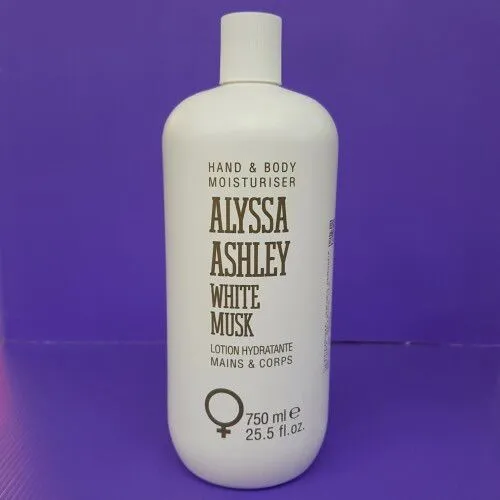 HAND & BODY
MOISTURISER
ALYSSA
ASHLEY
WHITE
MUSK
LOTION HYDRATANTE
MAINS & CORPS
750 ml e
25.5 fl.oz.